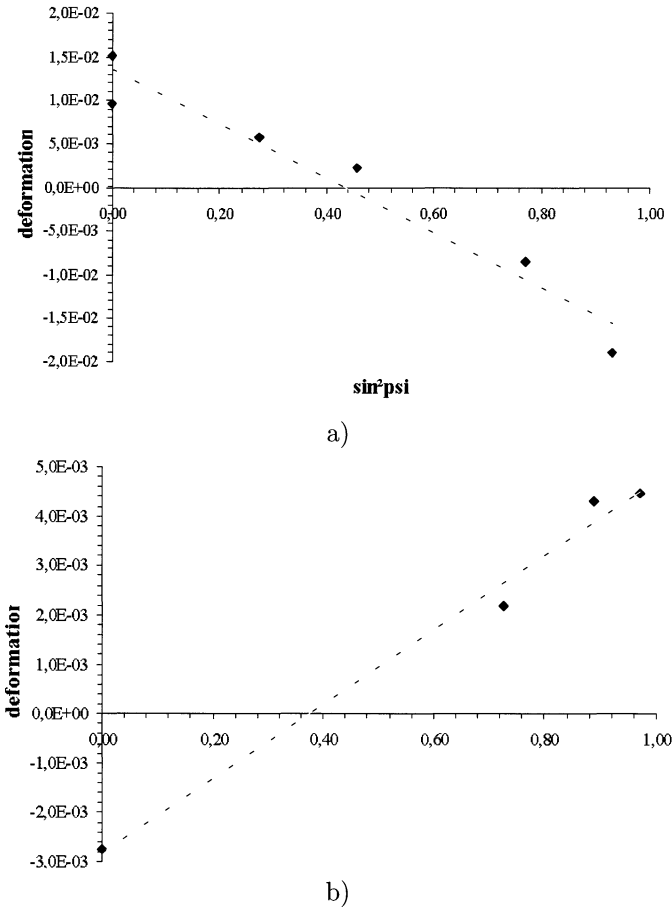 2,0E-02
1,5E-02
1,0E-02
5,0E-03
0,0E+00
0,00 0,20 0,40 0,60 0,80 1,00
-5,0E-03
-1,0E-02
-1,5E-02
-2,0E-02
deformation
sin²psi
a)
5,0E-03
4,0E-03
3,0E-03
2,0E-03
1,0E-03
0,0E+00
0,00 0,20 0,40 0,60 0,80 1,00
-1,0E-03
-2,0E-03
-3,0E-03
deformation
b)